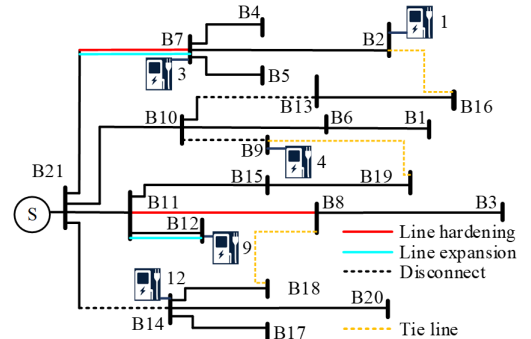 B4
1
B7
B2
3
B5
B13
B16
B10
B6
B1
B9
B21
4
B15
B19
S
B11
B8
B3
B12
Line hardening
9
Line expansion
12
Disconnect
B18
B20
B14
Tie line
B17